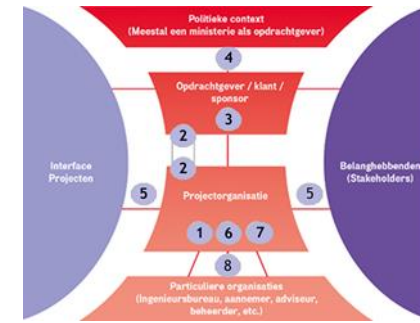 Politieke context
(Meestal een ministerie als opdrachtgever)
4
Opdrachtgever / klant /
sponsor
3
2
2
Interface
Projecten
Belanghebbenden
(Stakeholders)
5
Projectorganisatie
5
1 6 7
8
Particuliere organisaties
(Ingenieursbureau, aannemer, adviseur,
beheerder, etc.)